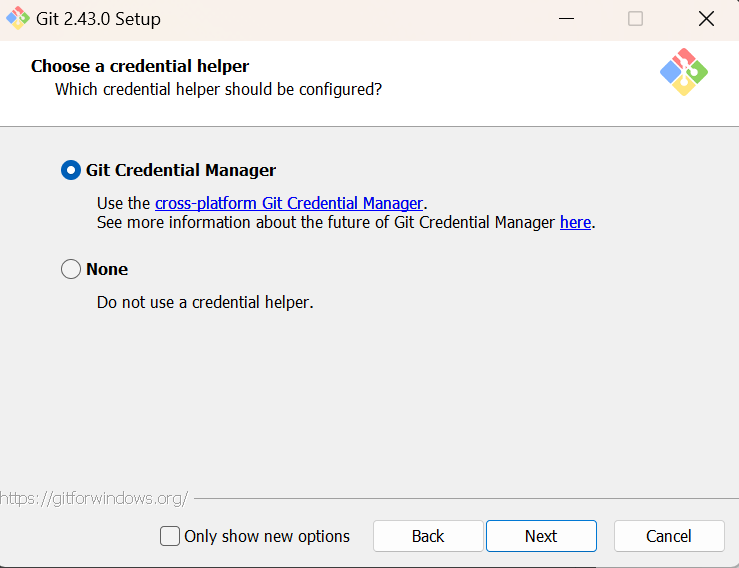 Git 2.43.0 Setup
Choose a credential helper
Which credential helper should be configured?
Git Credential Manager
Use the cross-platform Git Credential Manager.
See more information about the future of Git Credential Manager here.
None
Do not use a credential helper.
https://gitforwindows.org/
Only show new options Back Next Cancel